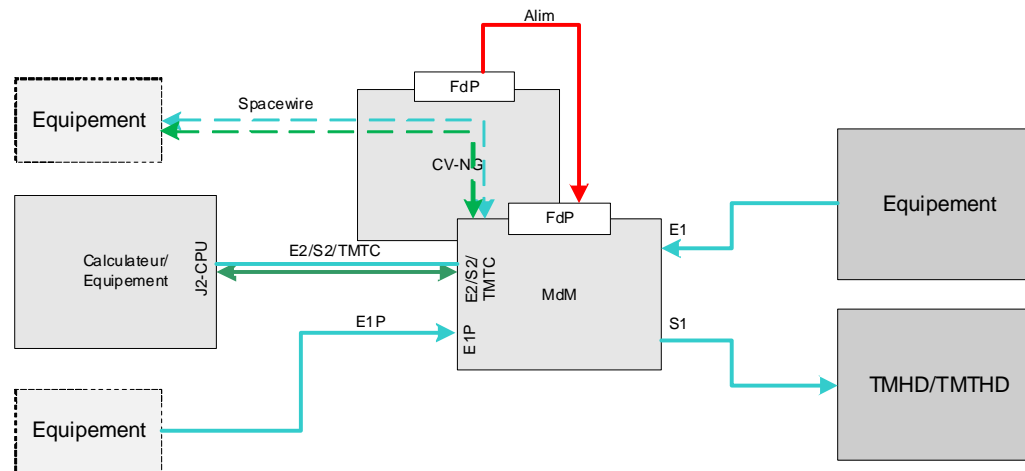 Alim
FdP
Equipement
Spacewire
CV-NG
FdP
Equipement
E1
Calculateur/
Equipement
J2-CPU
E2/S2/TMTC
E2/S2/
TMTC
MdM
E1P
E1P
S1
TMHD/TMTHD
Equipement